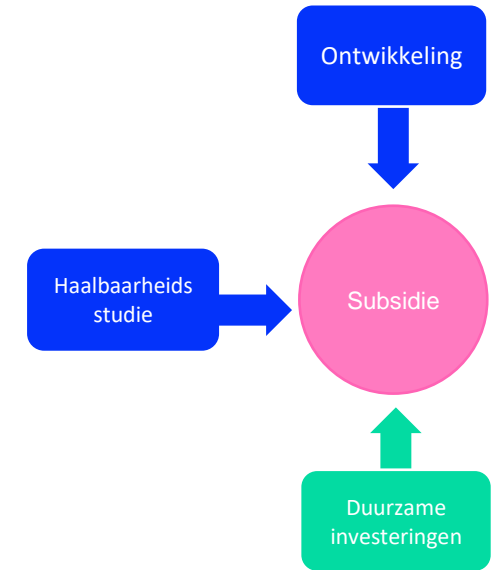 Ontwikkeling
Haalbaarheids
studie
Subsidie
Duurzame
investeringen